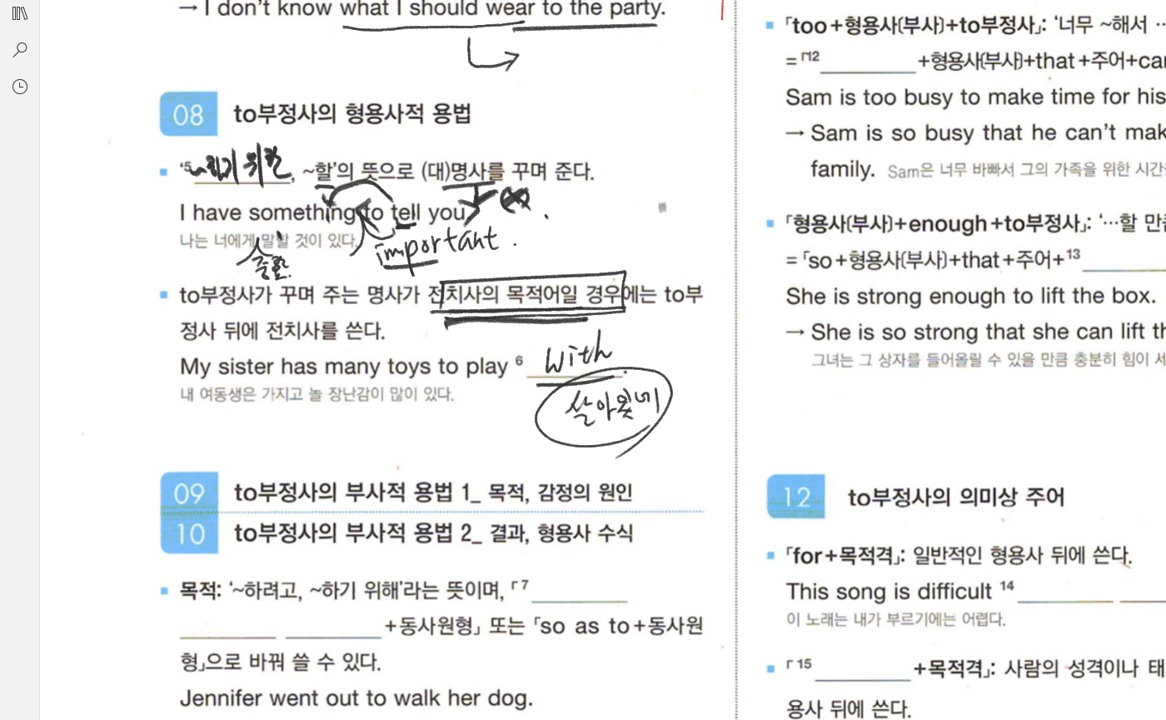 → I don't know what I should wear to the party.
08 to부정사의 형용사적 용법
'5 ~하기 위한, ~할'의 뜻으로 (대)명사를 꾸며 준다.
I have something to tell you
important.
나는 너에게 말할 것이 있다.
중요한
to부정사가 꾸며 주는 명사가 전치사의 목적어일 경우에는 to부
정사 뒤에 전치사를 쓴다.
My sister has many toys to play 6 with
내 여동생은 가지고 놀 장난감이 많이 있다.
살아있네
09 to부정사의 부사적 용법 1_ 목적, 감정의 원인
10 to부정사의 부사적 용법 2_ 결과, 형용사 수식
목적: '~하려고, ~하기 위해'라는 뜻이며, 「7
+동사원형」 또는 「so as to+동사원
형」으로 바꿔 쓸 수 있다.
Jennifer went out to walk her dog.
「too+형용사(부사)+to부정사」: '너무 ~해서 …
=「12 +형용사(부사)+that+주어+can
Sam is too busy to make time for his
→ Sam is so busy that he can't mak
family. Sam은 너무 바빠서 그의 가족을 위한 시간
「형용사(부사)+enough+to부정사」: '…할 만큼
=「so+형용사(부사)+that+주어+13
She is strong enough to lift the box.
→ She is so strong that she can lift th
그녀는 그 상자를 들어올릴 수 있을 만큼 충분히 힘이 세
12 to부정사의 의미상 주어
「for+목적격」: 일반적인 형용사 뒤에 쓴다.
This song is difficult 14
이 노래는 내가 부르기에는 어렵다.
「15 +목적격」: 사람의 성격이나 태
용사 뒤에 쓴다.